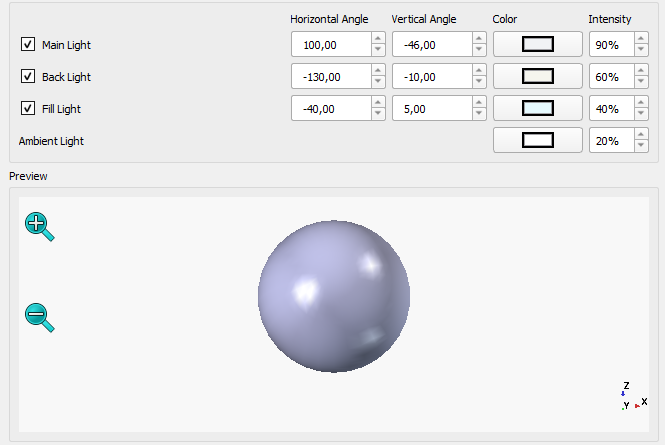 Horizontal Angle Vertical Angle Color Intensity
Main Light 100,00 -46,00 90%
Back Light -130,00 -10,00 60%
Fill Light -40,00 5,00 40%
Ambient Light 20%
Preview
Z
Y X